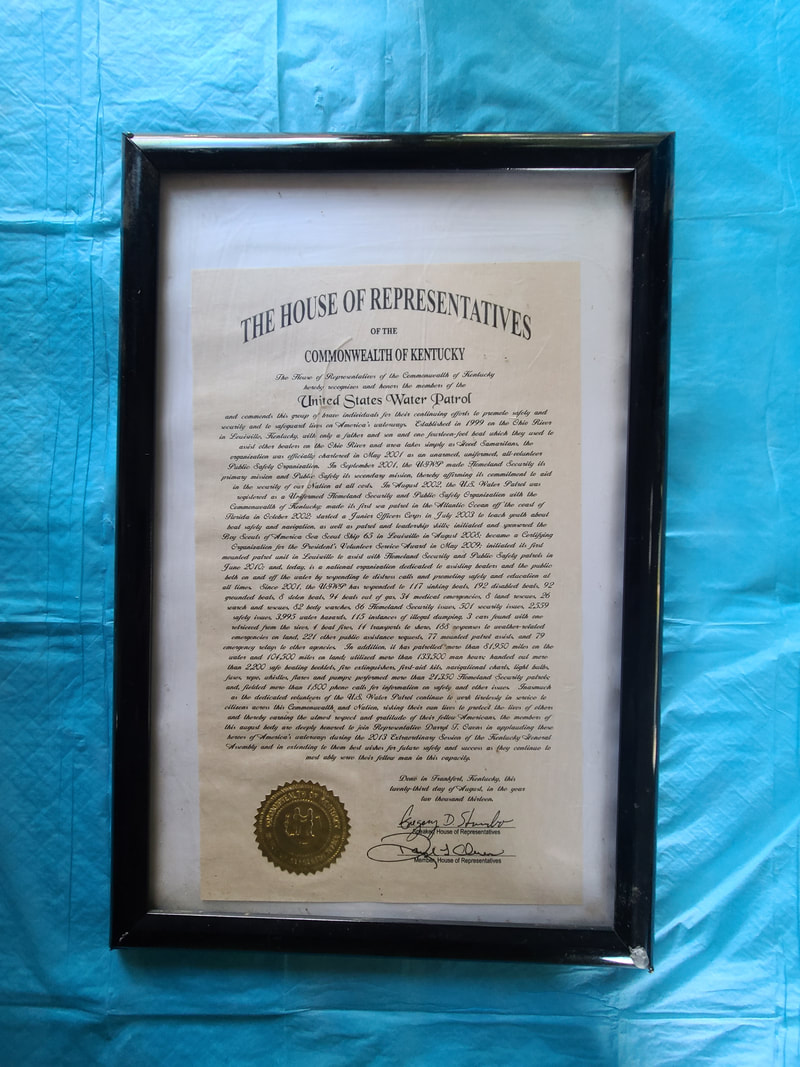 THE HOUSE OF REPRESENTATIVES
OF THE
COMMONWEALTH OF KENTUCKY
The House of Representatives of the Commonwealth of Kentucky
hereby recognizes and honors the members of the
United States Water Patrol
and commends this group of brave individuals for their continuing efforts to promote safety and
security and to safeguard lives on America's waterways. Established in 1999 on the Ohio River
in Louisville, Kentucky, with only a father and son and one fourteen-foot boat which they used to
assist other boaters on the Ohio River and area lakes simply as Good Samaritans, the
organization was officially chartered in May 2001 as an unarmed, uniformed, all-volunteer
Public Safety Organization. In September 2001, the USWP made Homeland Security its
primary mission and Public Safety its secondary mission, thereby affirming its commitment to aid
in the security of our Nation at all costs. In August 2002, the U.S. Water Patrol was
registered as a Uniformed Homeland Security and Public Safety Organization with the
Commonwealth of Kentucky; made its first sea patrol in the Atlantic Ocean off the coast of
Florida in October 2002; started a Junior Officers Corps in July 2003 to teach youth about
boat safety and navigation, as well as patrol and leadership skills; initiated and sponsored the
Boy Scouts of America Sea Scout Ship 63 in Louisville in August 2008; became a Certifying
Organization for the President's Volunteer Service Award in May 2009; initiated its first
mounted patrol unit in Louisville to assist with Homeland Security and Public Safety patrols in
June 2010; and, today, is a national organization dedicated to assisting boaters and the public
both on and off the water by responding to distress calls and promoting safety and education at
all times. Since 2001, the USWP has responded to 117 sinking boats, 192 disabled boats, 92
grounded boats, 8 stolen boats, 94 boats out of gas, 34 medical emergencies, 8 land rescues, 26
search and rescues, 52 body searches, 86 Homeland Security issues, 501 security issues, 2,559
safety issues, 3,995 water hazards, 115 instances of illegal dumping, 3 cars found with one
retrieved from the river, 4 boat fires, 14 transports to shore, 188 responses to weather-related
emergencies on land, 221 other public assistance requests, 77 mounted patrol assists, and 79
emergency relays to other agencies. In addition, it has patrolled more than 81,950 miles on the
water and 104,500 miles on land; utilized more than 133,500 man hours; handed out more
than 2,200 safe boating booklets, fire extinguishers, first-aid kits, navigational charts, light bulbs,
fuses, rope, whistles, flares and pumps; performed more than 21,350 Homeland Security patrols;
and, fielded more than 1,800 phone calls for information on safety and other issues. Inasmuch
as the dedicated volunteers of the U.S. Water Patrol continue to work tirelessly in service to
citizens across this Commonwealth and Nation, risking their own lives to protect the lives of others
and thereby earning the utmost respect and gratitude of their fellow Americans, the members of
this august body are deeply honored to join Representative Darryl T. Owens in applauding these
heroes of America's waterways during the 2013 Extraordinary Session of the Kentucky General
Assembly and in extending to them best wishes for future safety and success as they continue to
most ably serve their fellow man in this capacity.
Done in Frankfort, Kentucky, this
twenty-third day of August, in the year
two thousand thirteen.
Gregory D Stumbo
Speaker, House of Representatives
Darryl T Owens
Member, House of Representatives